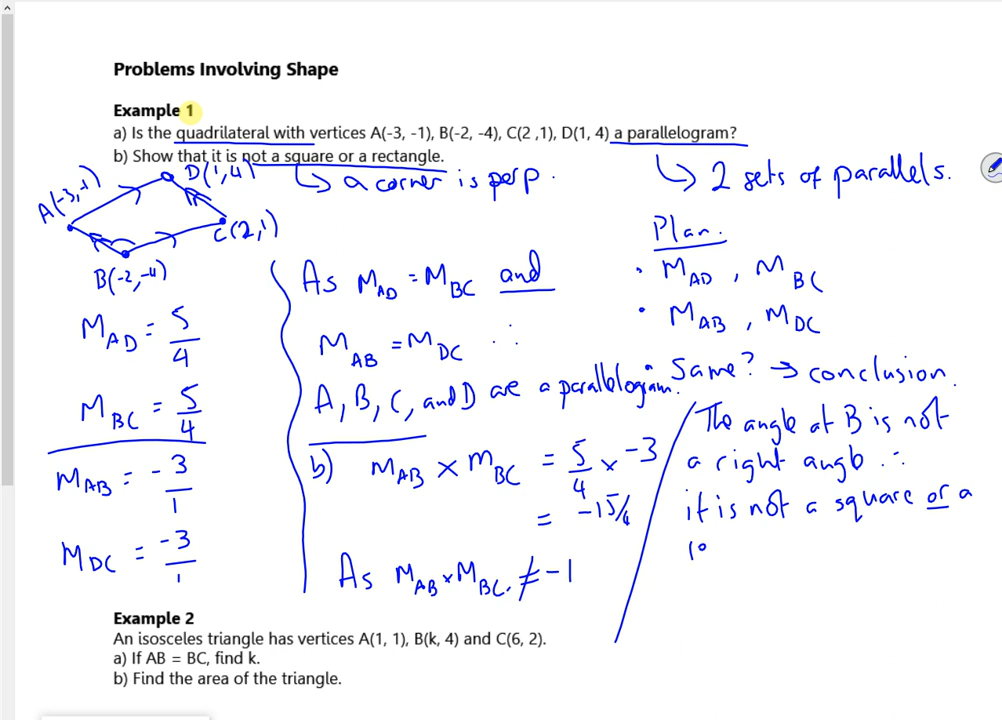 Problems Involving Shape
Example 1
a) Is the quadrilateral with vertices A(-3, -1), B(-2, -4), C(2 ,1), D(1, 4) a parallelogram?
b) Show that it is not a square or a rectangle.
↳ a corner is perp.
↳ 2 sets of parallels.
A(-3,-1)
D(1,4)
C(2,1)
B(-2,-4)
M_AD = 5/4
M_BC = 5/4
M_AB = -3/1
M_DC = -3/1
As M_AD = M_BC and
M_AB = M_DC ∴
A, B, C, and D are a parallelogram.
b) M_AB × M_BC = 5/4 × -3
= -15/4
As M_AB × M_BC ≠ -1
Plan.
• M_AD , M_BC
• M_AB , M_DC
Same? → conclusion.
The angle at B is not
a right angle ∴
it is not a square or a
Example 2
An isosceles triangle has vertices A(1, 1), B(k, 4) and C(6, 2).
a) If AB = BC, find k.
b) Find the area of the triangle.